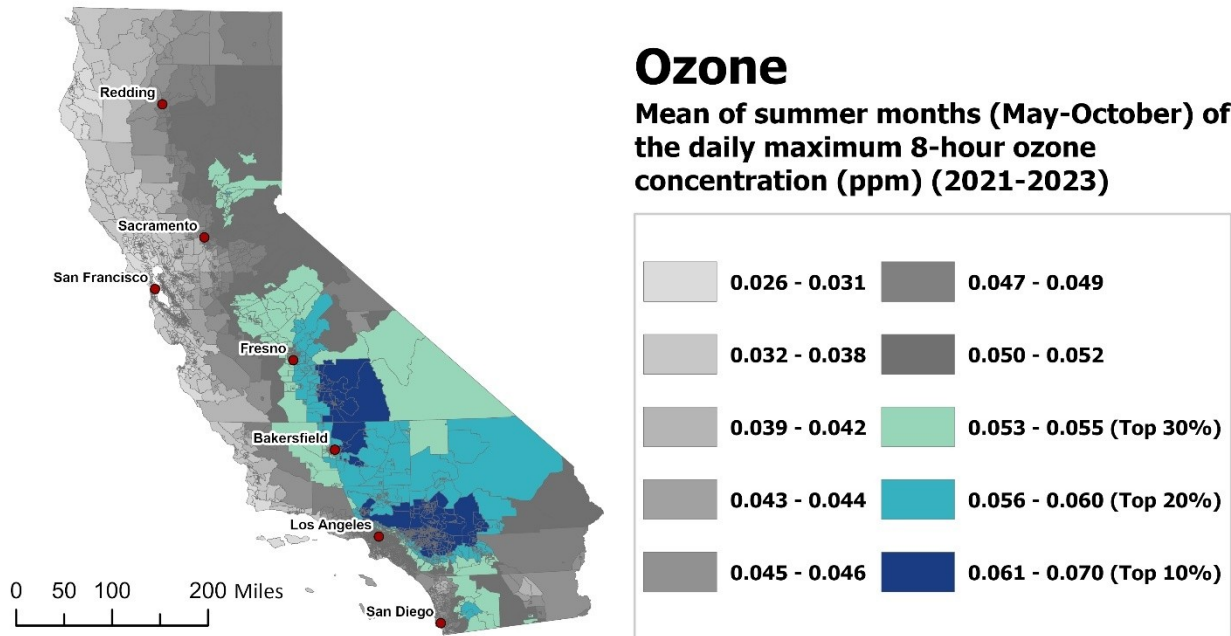 Ozone
Mean of summer months (May-October) of
the daily maximum 8-hour ozone
concentration (ppm) (2021-2023)
Redding
Sacramento
San Francisco
Fresno
Bakersfield
Los Angeles
San Diego
0 50 100 200 Miles
0.026 - 0.031
0.032 - 0.038
0.039 - 0.042
0.043 - 0.044
0.045 - 0.046
0.047 - 0.049
0.050 - 0.052
0.053 - 0.055 (Top 30%)
0.056 - 0.060 (Top 20%)
0.061 - 0.070 (Top 10%)